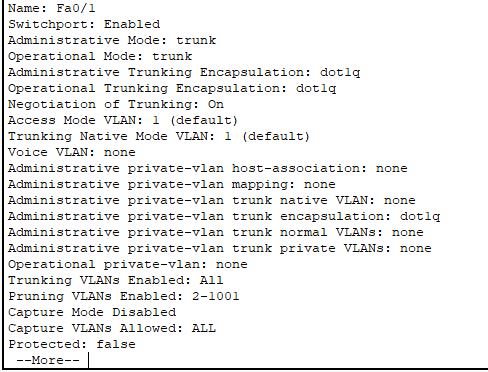 Name: Fa0/1
Switchport: Enabled
Administrative Mode: trunk
Operational Mode: trunk
Administrative Trunking Encapsulation: dot1q
Operational Trunking Encapsulation: dot1q
Negotiation of Trunking: On
Access Mode VLAN: 1 (default)
Trunking Native Mode VLAN: 1 (default)
Voice VLAN: none
Administrative private-vlan host-association: none
Administrative private-vlan mapping: none
Administrative private-vlan trunk native VLAN: none
Administrative private-vlan trunk encapsulation: dot1q
Administrative private-vlan trunk normal VLANs: none
Administrative private-vlan trunk private VLANs: none
Operational private-vlan: none
Trunking VLANs Enabled: All
Pruning VLANs Enabled: 2-1001
Capture Mode Disabled
Capture VLANs Allowed: ALL
Protected: false
--More--